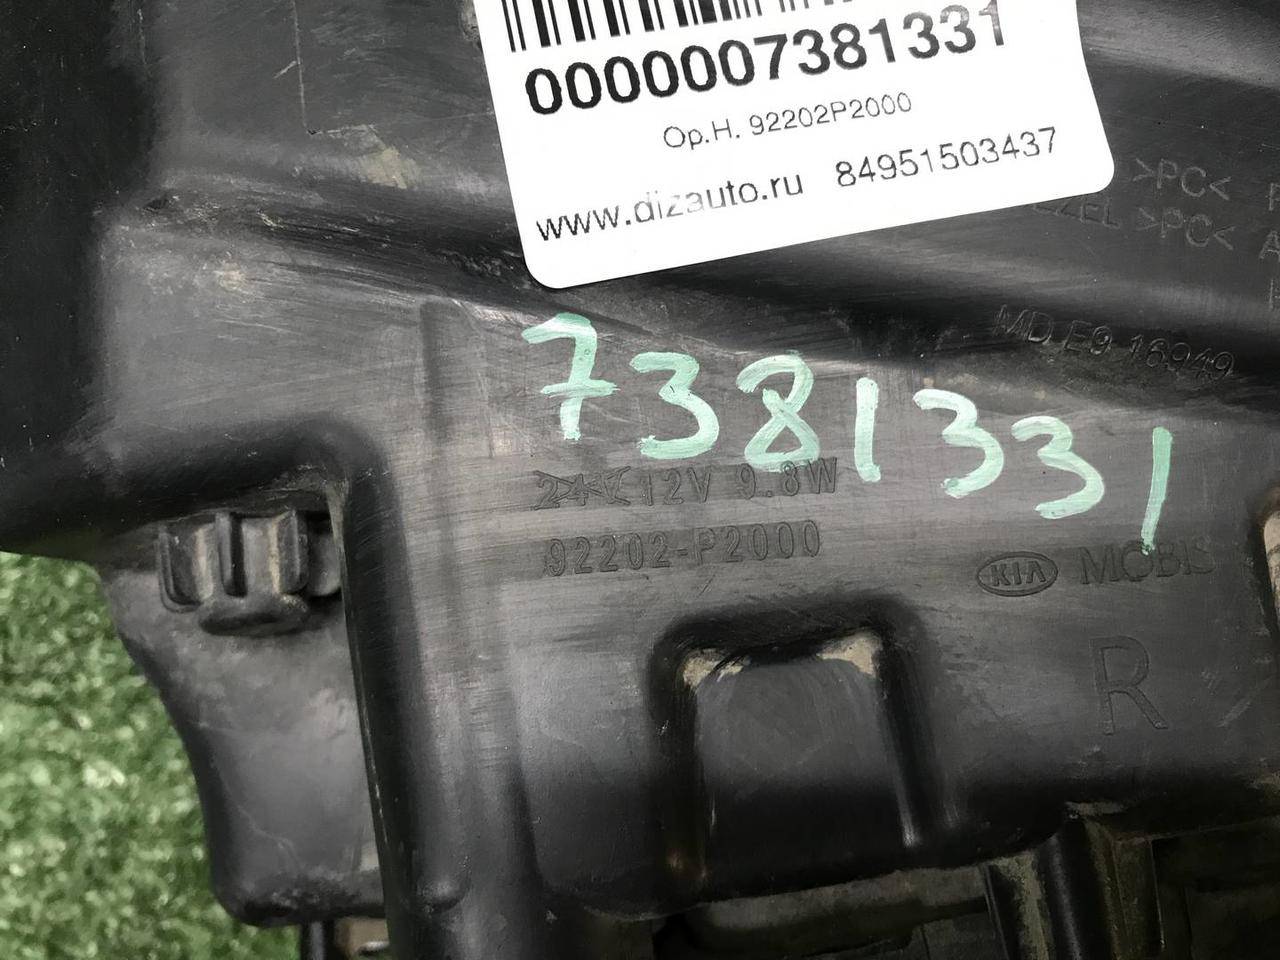 0000007381331
Ор.Н. 92202P2000
www.dizauto.ru 84951503437
>PC<
>PC<
MD E9 16949
7381331
12V 9.8W
92202-P2000
KIA MOBIS
R